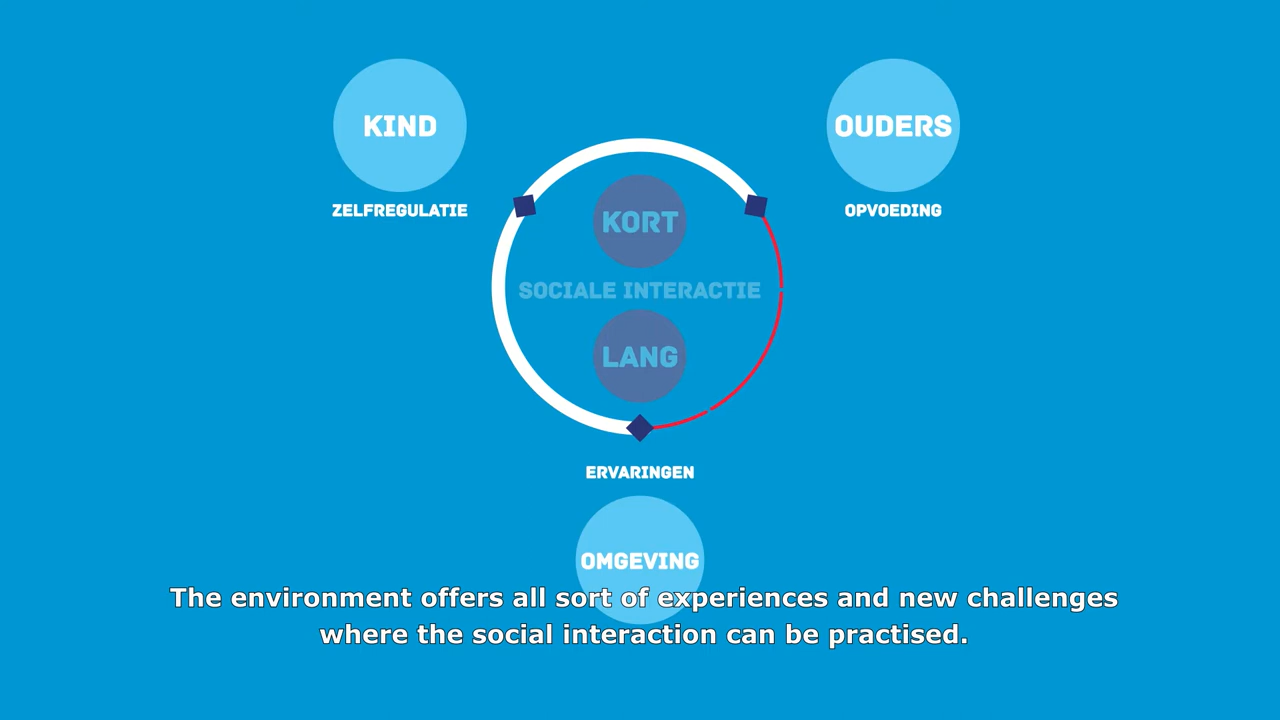 KIND
OUDERS
ZELFREGULATIE
OPVOEDING
KORT
SOCIALE INTERACTIE
LANG
ERVARINGEN
OMGEVING
The environment offers all sort of experiences and new challenges
where the social interaction can be practised.